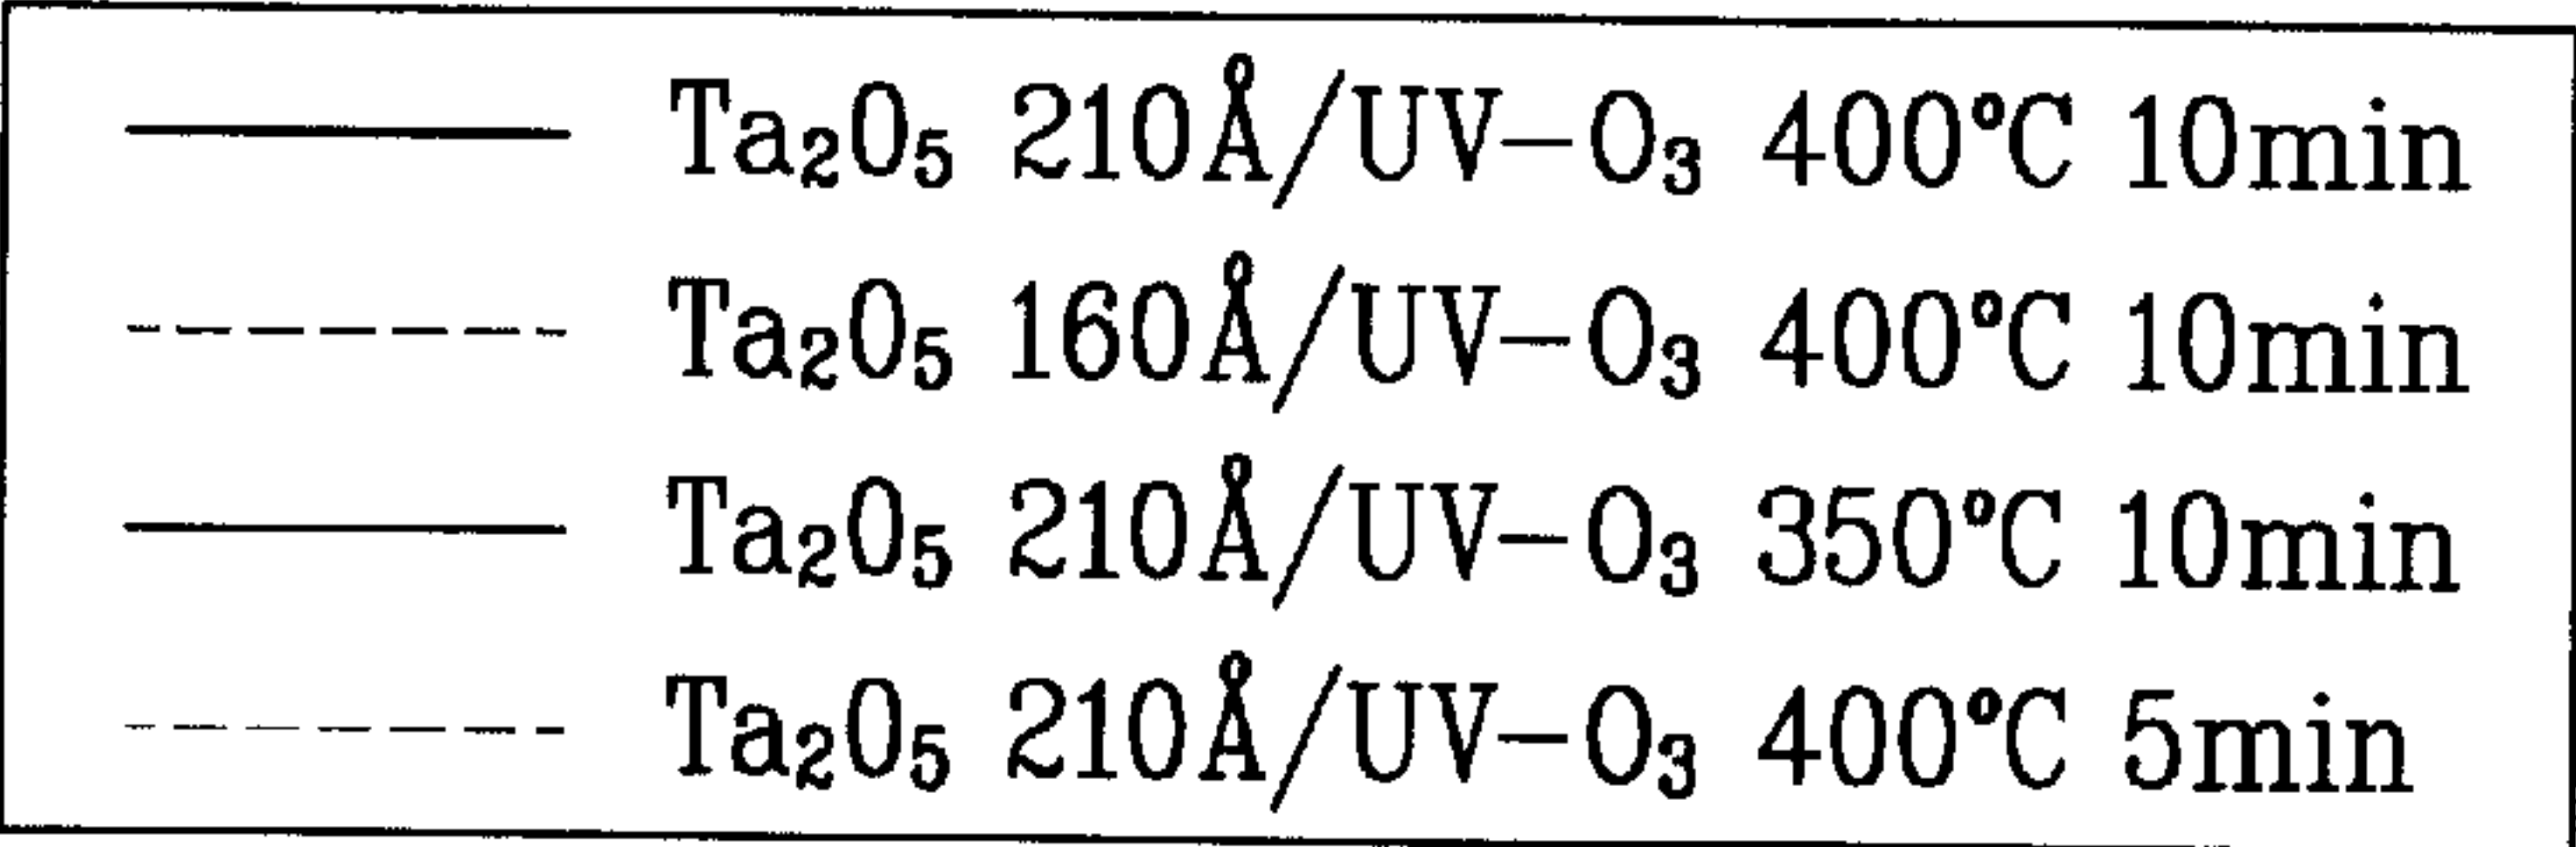 Ta₂O₅ 210Å/UV-O₃ 400°C 10min
Ta₂O₅ 160Å/UV-O₃ 400°C 10min
Ta₂O₅ 210Å/UV-O₃ 350°C 10min
Ta₂O₅ 210Å/UV-O₃ 400°C 5min